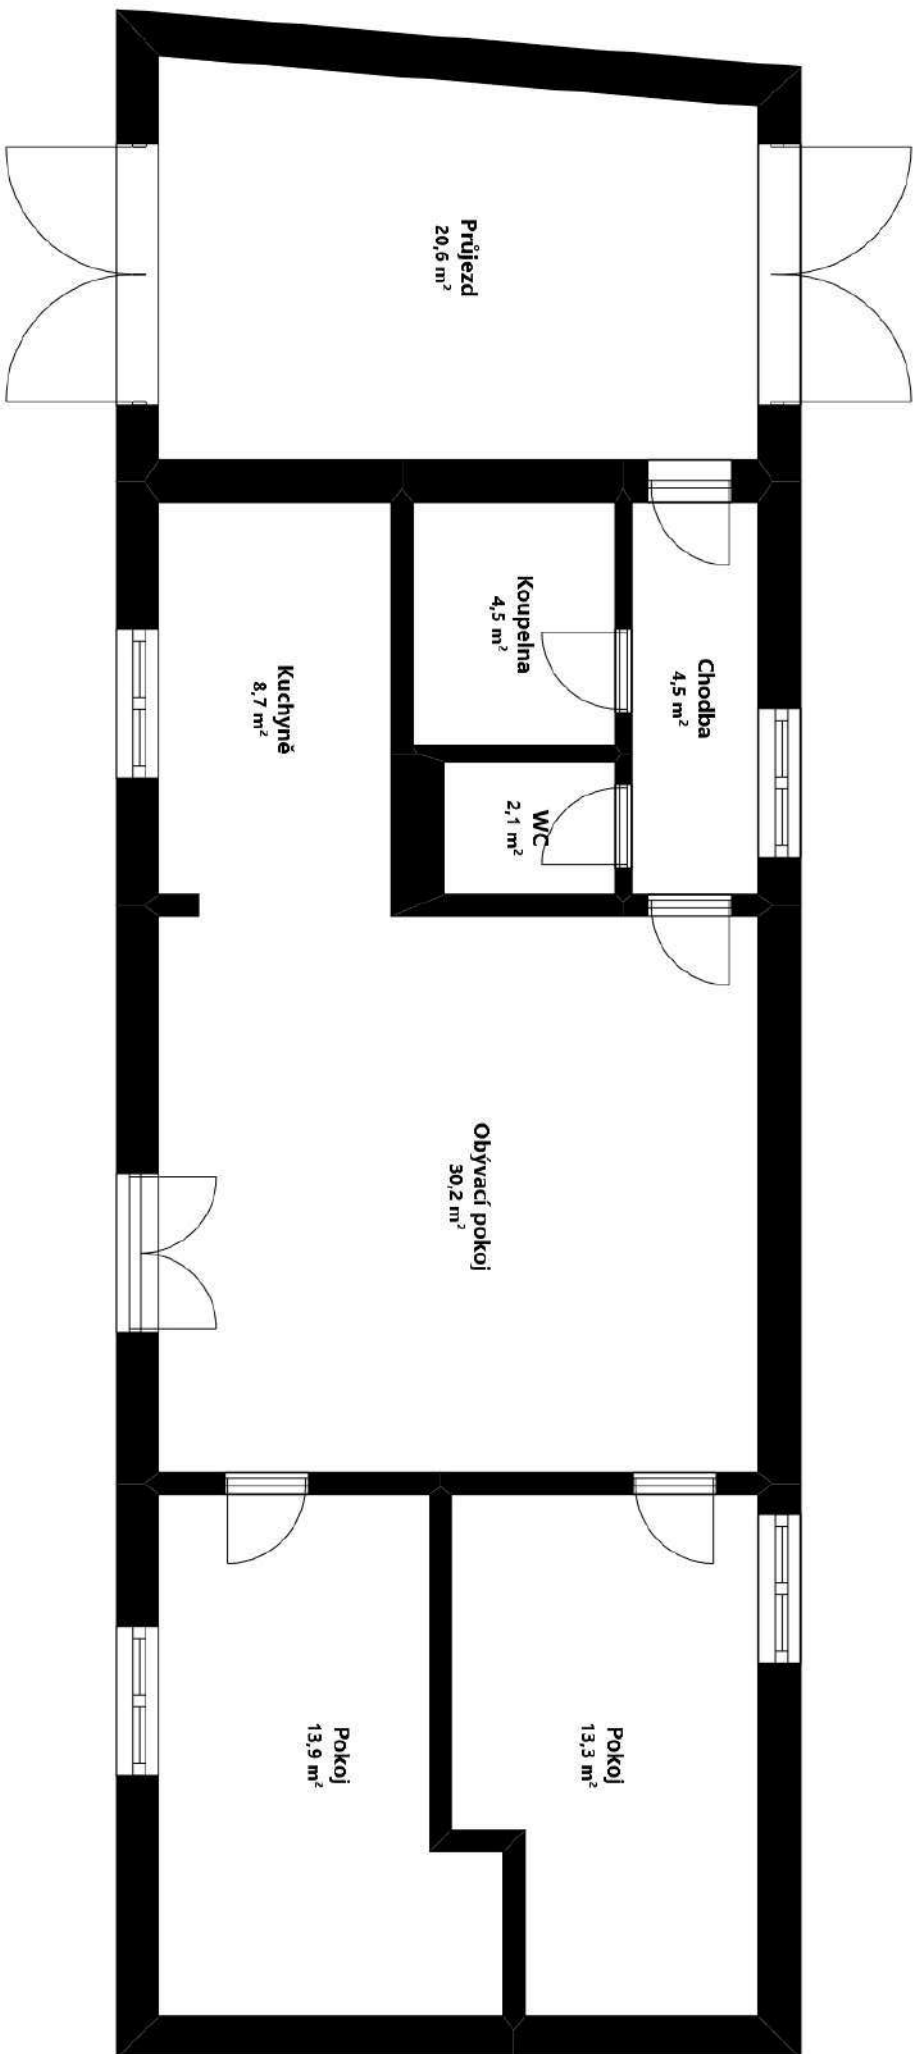 Průjezd
20,6 m²
Koupelna
4,5 m²
Chodba
4,5 m²
Kuchyně
8,7 m²
WC
2,1 m²
Obývací pokoj
30,2 m²
Pokoj
13,9 m²
Pokoj
13,3 m²